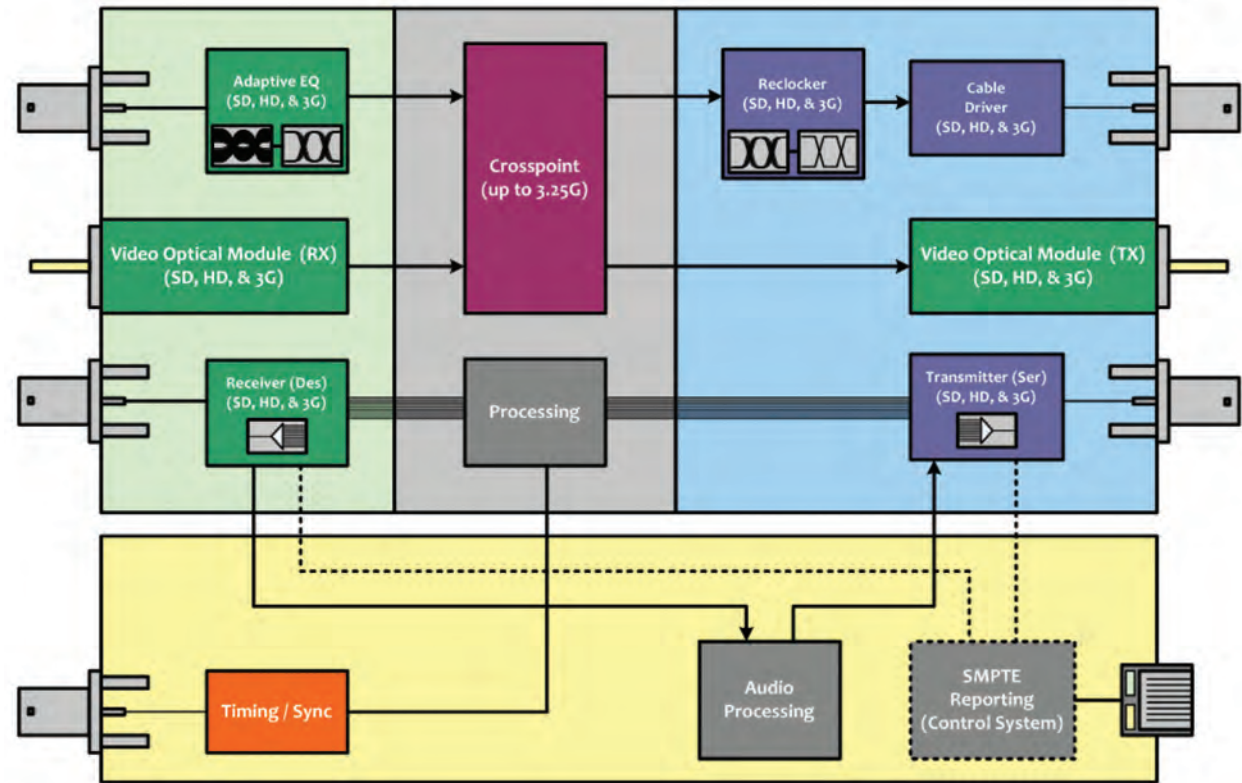 Adaptive EQ
(SD, HD, & 3G)
Crosspoint
(up to 3.25G)
Reclocker
(SD, HD, & 3G)
Cable
Driver
(SD, HD, & 3G)
Video Optical Module (RX)
(SD, HD, & 3G)
Video Optical Module (TX)
(SD, HD, & 3G)
Receiver (Des)
(SD, HD, & 3G)
Processing
Transmitter (Ser)
(SD, HD, & 3G)
Timing / Sync
Audio
Processing
SMPTE
Reporting
(Control System)